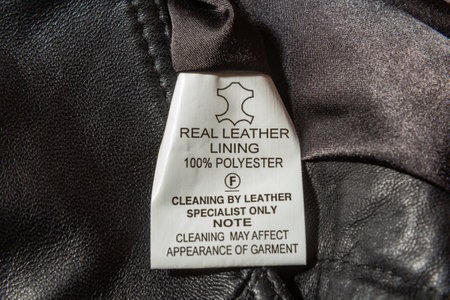 REAL LEATHER
LINING
100% POLYESTER
F
CLEANING BY LEATHER
SPECIALIST ONLY
NOTE
CLEANING MAY AFFECT
APPEARANCE OF GARMENT